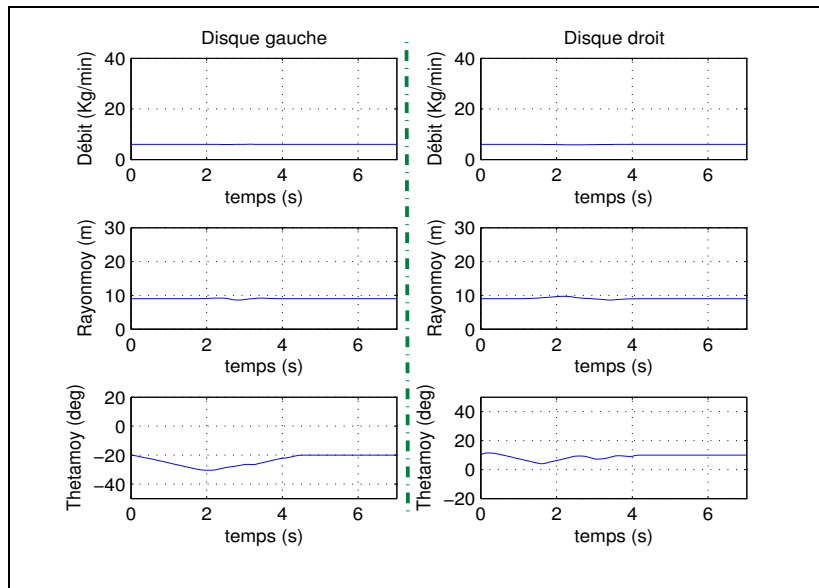 Disque gauche
Débit (Kg/min)
40
20
0
0 2 4 6
temps (s)
Disque droit
Débit (Kg/min)
40
20
0
0 2 4 6
temps (s)
Rayonmoy (m)
30
20
10
0
0 2 4 6
temps (s)
Rayonmoy (m)
30
20
10
0
0 2 4 6
temps (s)
Thetamoy (deg)
20
0
−20
−40
0 2 4 6
temps (s)
Thetamoy (deg)
40
20
0
−20
0 2 4 6
temps (s)